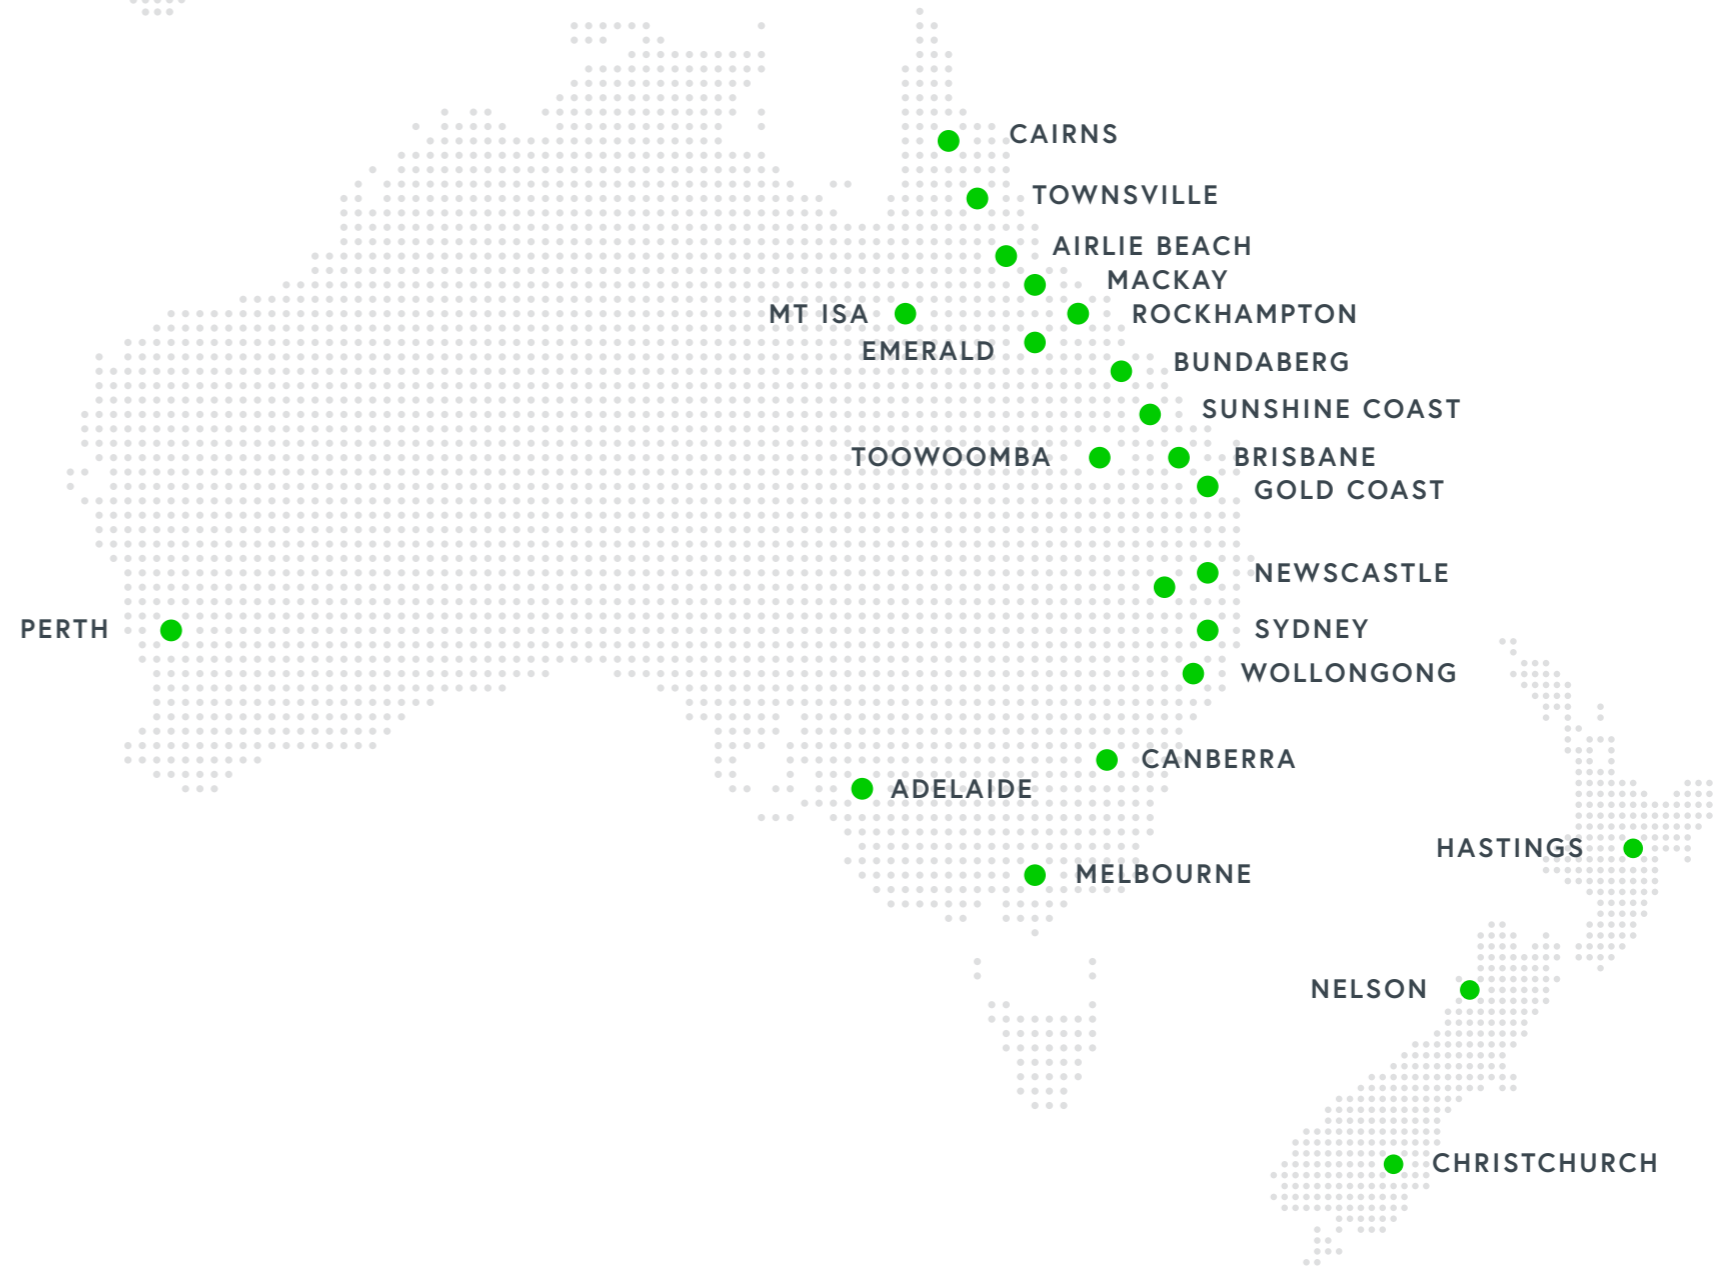 CAIRNS
TOWNSVILLE
AIRLIE BEACH
MACKAY
MT ISA
ROCKHAMPTON
EMERALD
BUNDABERG
SUNSHINE COAST
TOOWOOMBA
BRISBANE
GOLD COAST
NEWSCASTLE
PERTH
SYDNEY
WOLLONGONG
CANBERRA
ADELAIDE
HASTINGS
MELBOURNE
NELSON
CHRISTCHURCH